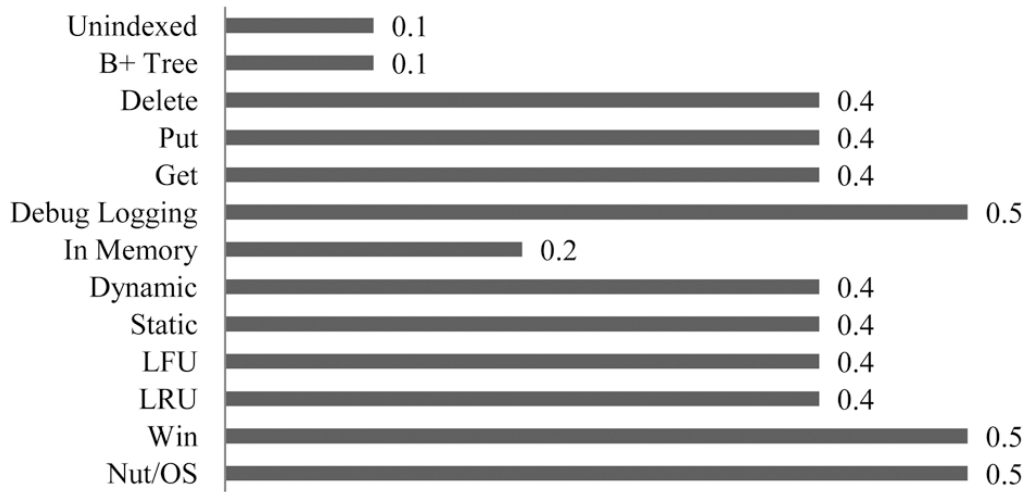 Unindexed 0.1
B+ Tree 0.1
Delete 0.4
Put 0.4
Get 0.4
Debug Logging 0.5
In Memory 0.2
Dynamic 0.4
Static 0.4
LFU 0.4
LRU 0.4
Win 0.5
Nut/OS 0.5